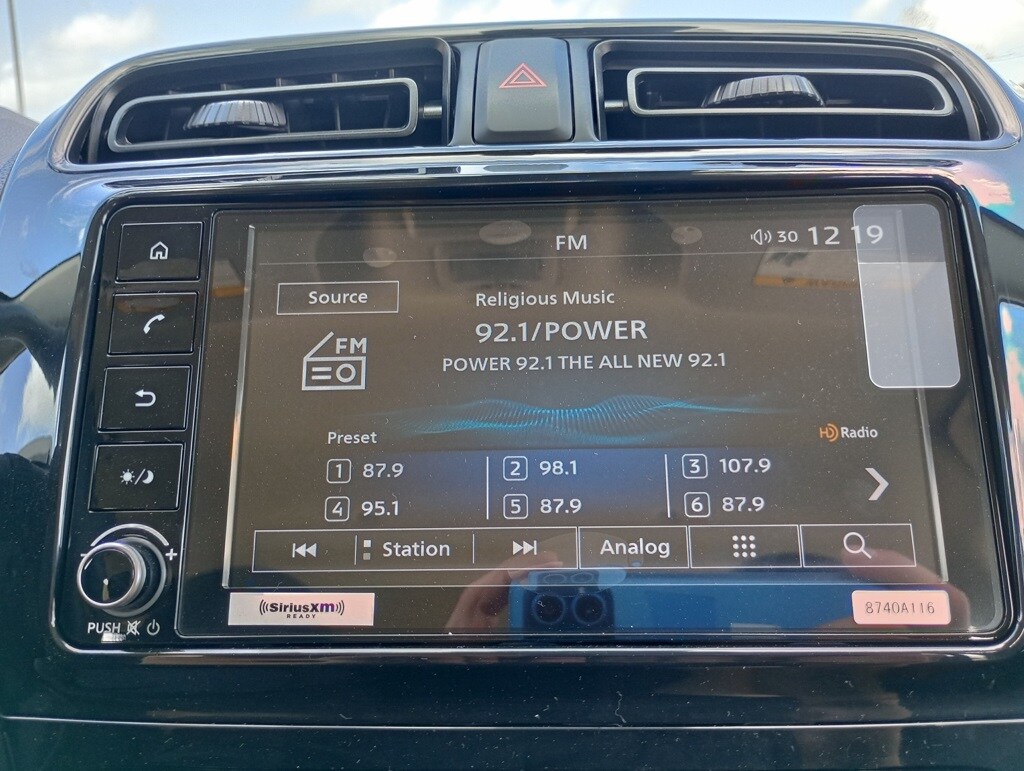 FM
30 12 19
Source
Religious Music
92.1/POWER
FM
POWER 92.1 THE ALL NEW 92.1
HD Radio
Preset
1 87.9
2 98.1
3 107.9
4 95.1
5 87.9
6 87.9
Station
Analog
SiriusXM
READY
8740A116
PUSH